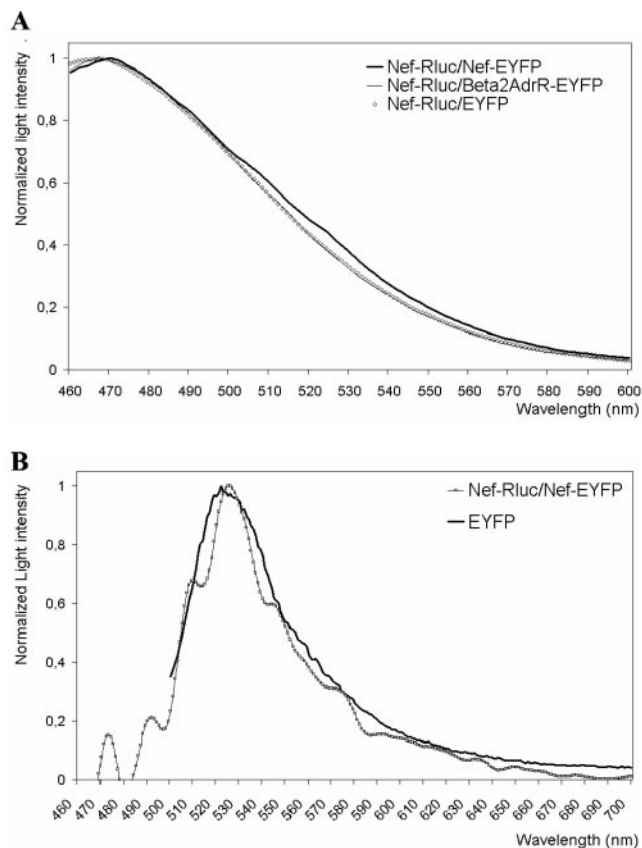 A
Normalized light intensity
1
0,8
0,6
0,4
0,2
0
Nef-Rluc/Nef-EYFP
Nef-Rluc/Beta2AdrR-EYFP
Nef-Rluc/EYFP
460 470 480 490 500 510 520 530 540 550 560 570 580 590 600
Wavelength (nm)
B
Normalized Light intensity
1
0,8
0,6
0,4
0,2
0
Nef-Rluc/Nef-EYFP
EYFP
460 470 480 490 500 510 520 530 540 550 560 570 580 590 600 610 620 630 640 650 660 670 680 690 700
Wavelength (nm)